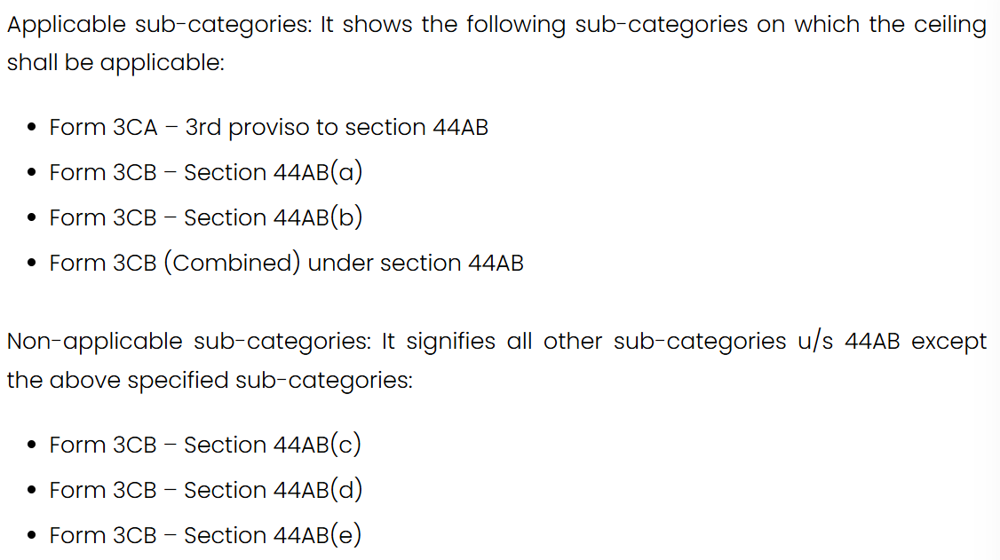 Applicable sub-categories: It shows the following sub-categories on which the ceiling
shall be applicable:
• Form 3CA – 3rd proviso to section 44AB
• Form 3CB – Section 44AB(a)
• Form 3CB – Section 44AB(b)
• Form 3CB (Combined) under section 44AB
Non-applicable sub-categories: It signifies all other sub-categories u/s 44AB except
the above specified sub-categories:
• Form 3CB – Section 44AB(c)
• Form 3CB – Section 44AB(d)
• Form 3CB – Section 44AB(e)